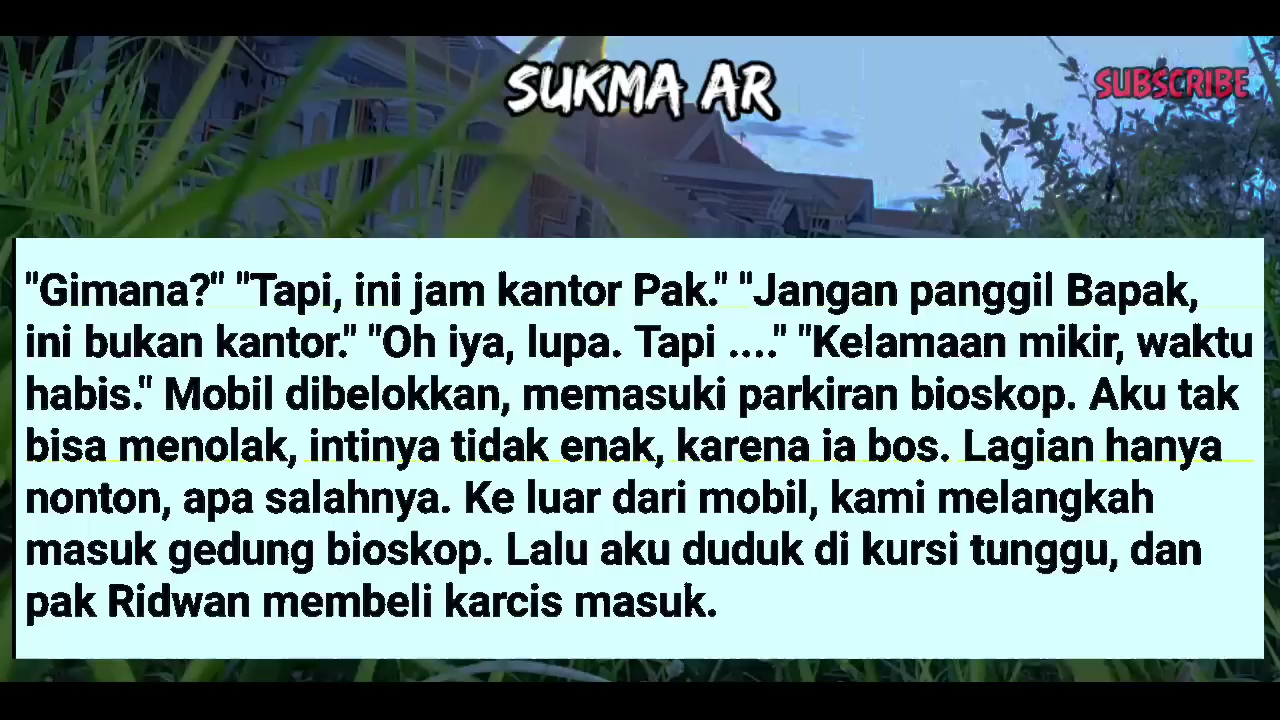 SUKMA AR
SUBSCRIBE
"Gimana?" "Tapi, ini jam kantor Pak." "Jangan panggil Bapak,
ini bukan kantor." "Oh iya, lupa. Tapi ...." "Kelamaan mikir, waktu
habis." Mobil dibelokkan, memasuki parkiran bioskop. Aku tak
bisa menolak, intinya tidak enak, karena ia bos. Lagian hanya
nonton, apa salahnya. Ke luar dari mobil, kami melangkah
masuk gedung bioskop. Lalu aku duduk di kursi tunggu, dan
pak Ridwan membeli karcis masuk.